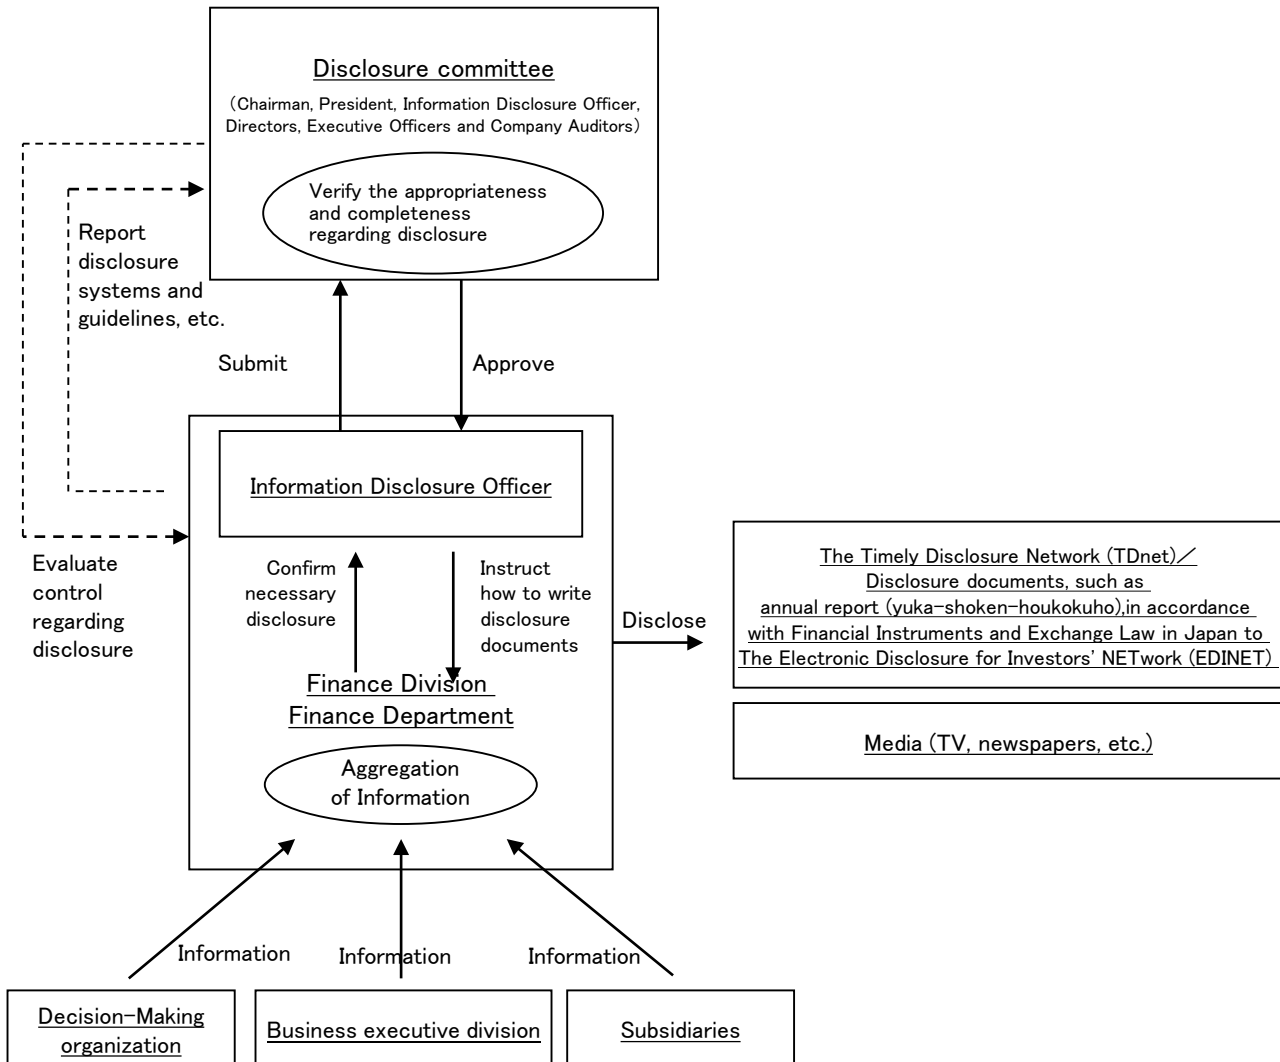 Disclosure committee
（Chairman, President, Information Disclosure Officer,
Directors, Executive Officers and Company Auditors）
Verify the appropriateness
and completeness
regarding disclosure
Report
disclosure
systems and
guidelines, etc.
Submit
Approve
Information Disclosure Officer
Evaluate
control
regarding
disclosure
Confirm
necessary
disclosure
Instruct
how to write
disclosure
documents
Disclose
The Timely Disclosure Network (TDnet)／
Disclosure documents, such as
annual report (yuka-shoken-houkokuho),in accordance
with Financial Instruments and Exchange Law in Japan to
The Electronic Disclosure for Investors' NETwork (EDINET)
Media (TV, newspapers, etc.)
Finance Division
Finance Department
Aggregation
of Information
Information
Information
Information
Decision-Making
organization
Business executive division
Subsidiaries